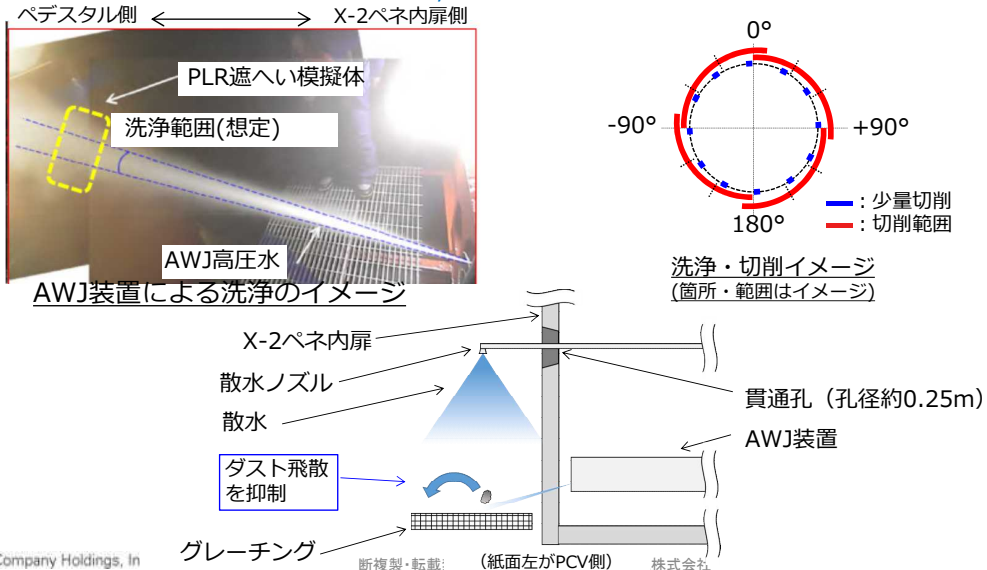 ペデスタル側
X-2ペネ内扉側
PLR遮へい模擬体
洗浄範囲(想定)
AWJ高圧水
AWJ装置による洗浄のイメージ
0°
-90°
+90°
180°
：少量切削
：切削範囲
洗浄・切削イメージ
(箇所・範囲はイメージ)
X-2ペネ内扉
散水ノズル
散水
貫通孔（孔径約0.25m）
AWJ装置
ダスト飛散
を抑制
グレーチング
(紙面左がPCV側)
Company Holdings, In
断複製・転載
株式会社